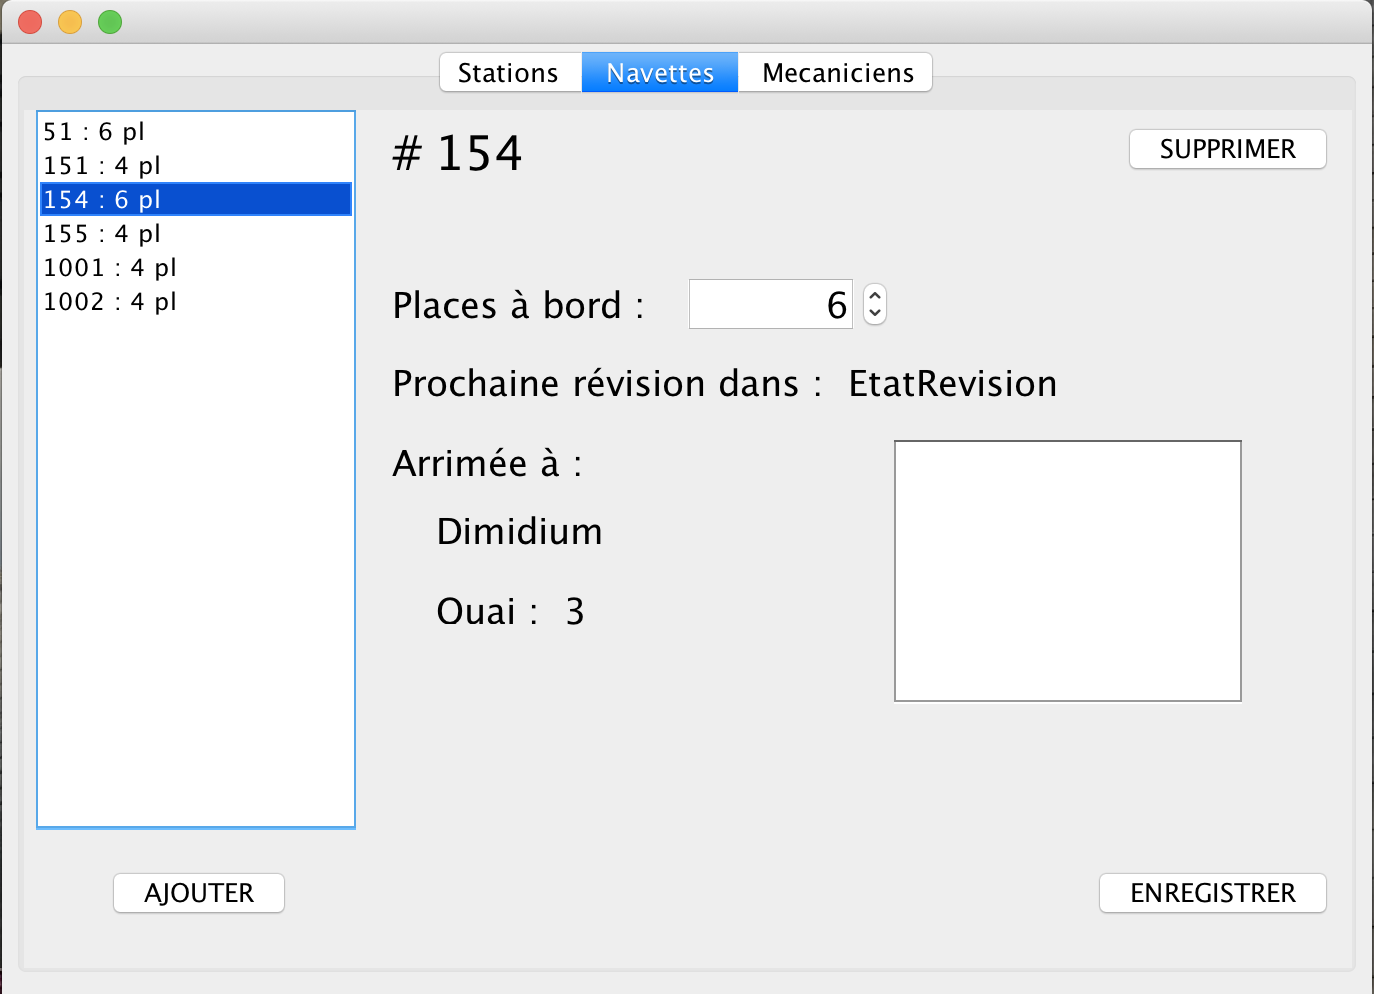 Stations Navettes Mecaniciens
51 : 6 pl
151 : 4 pl
154 : 6 pl
155 : 4 pl
1001 : 4 pl
1002 : 4 pl
# 154
SUPPRIMER
Places à bord : 6
Prochaine révision dans : EtatRevision
Arrimée à :
Dimidium
Quai : 3
AJOUTER
ENREGISTRER